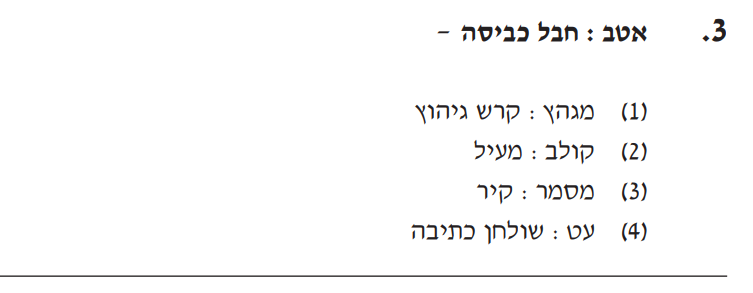 3. אטב : חבל כביסה –
(1) מגהץ : קרש גיהוץ
(2) קולב : מעיל
(3) מסמר : קיר
(4) עט : שולחן כתיבה